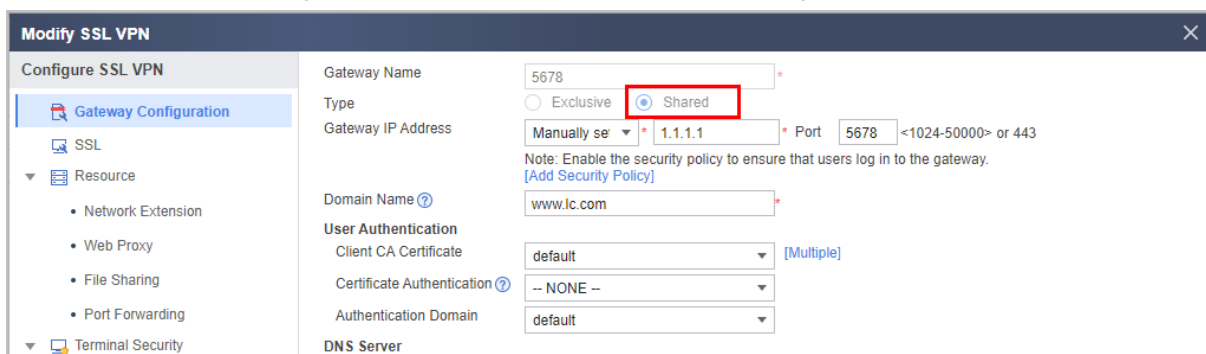 Modify SSL VPN
Configure SSL VPN
Gateway Configuration
SSL
Resource
Network Extension
Web Proxy
File Sharing
Port Forwarding
Terminal Security
Gateway Name 5678 *
Type Exclusive Shared
Gateway IP Address Manually set * 1.1.1.1 * Port 5678 <1024-50000> or 443
Note: Enable the security policy to ensure that users log in to the gateway.
[Add Security Policy]
Domain Name ? www.lc.com *
User Authentication
Client CA Certificate default [Multiple]
Certificate Authentication ? -- NONE --
Authentication Domain default
DNS Server